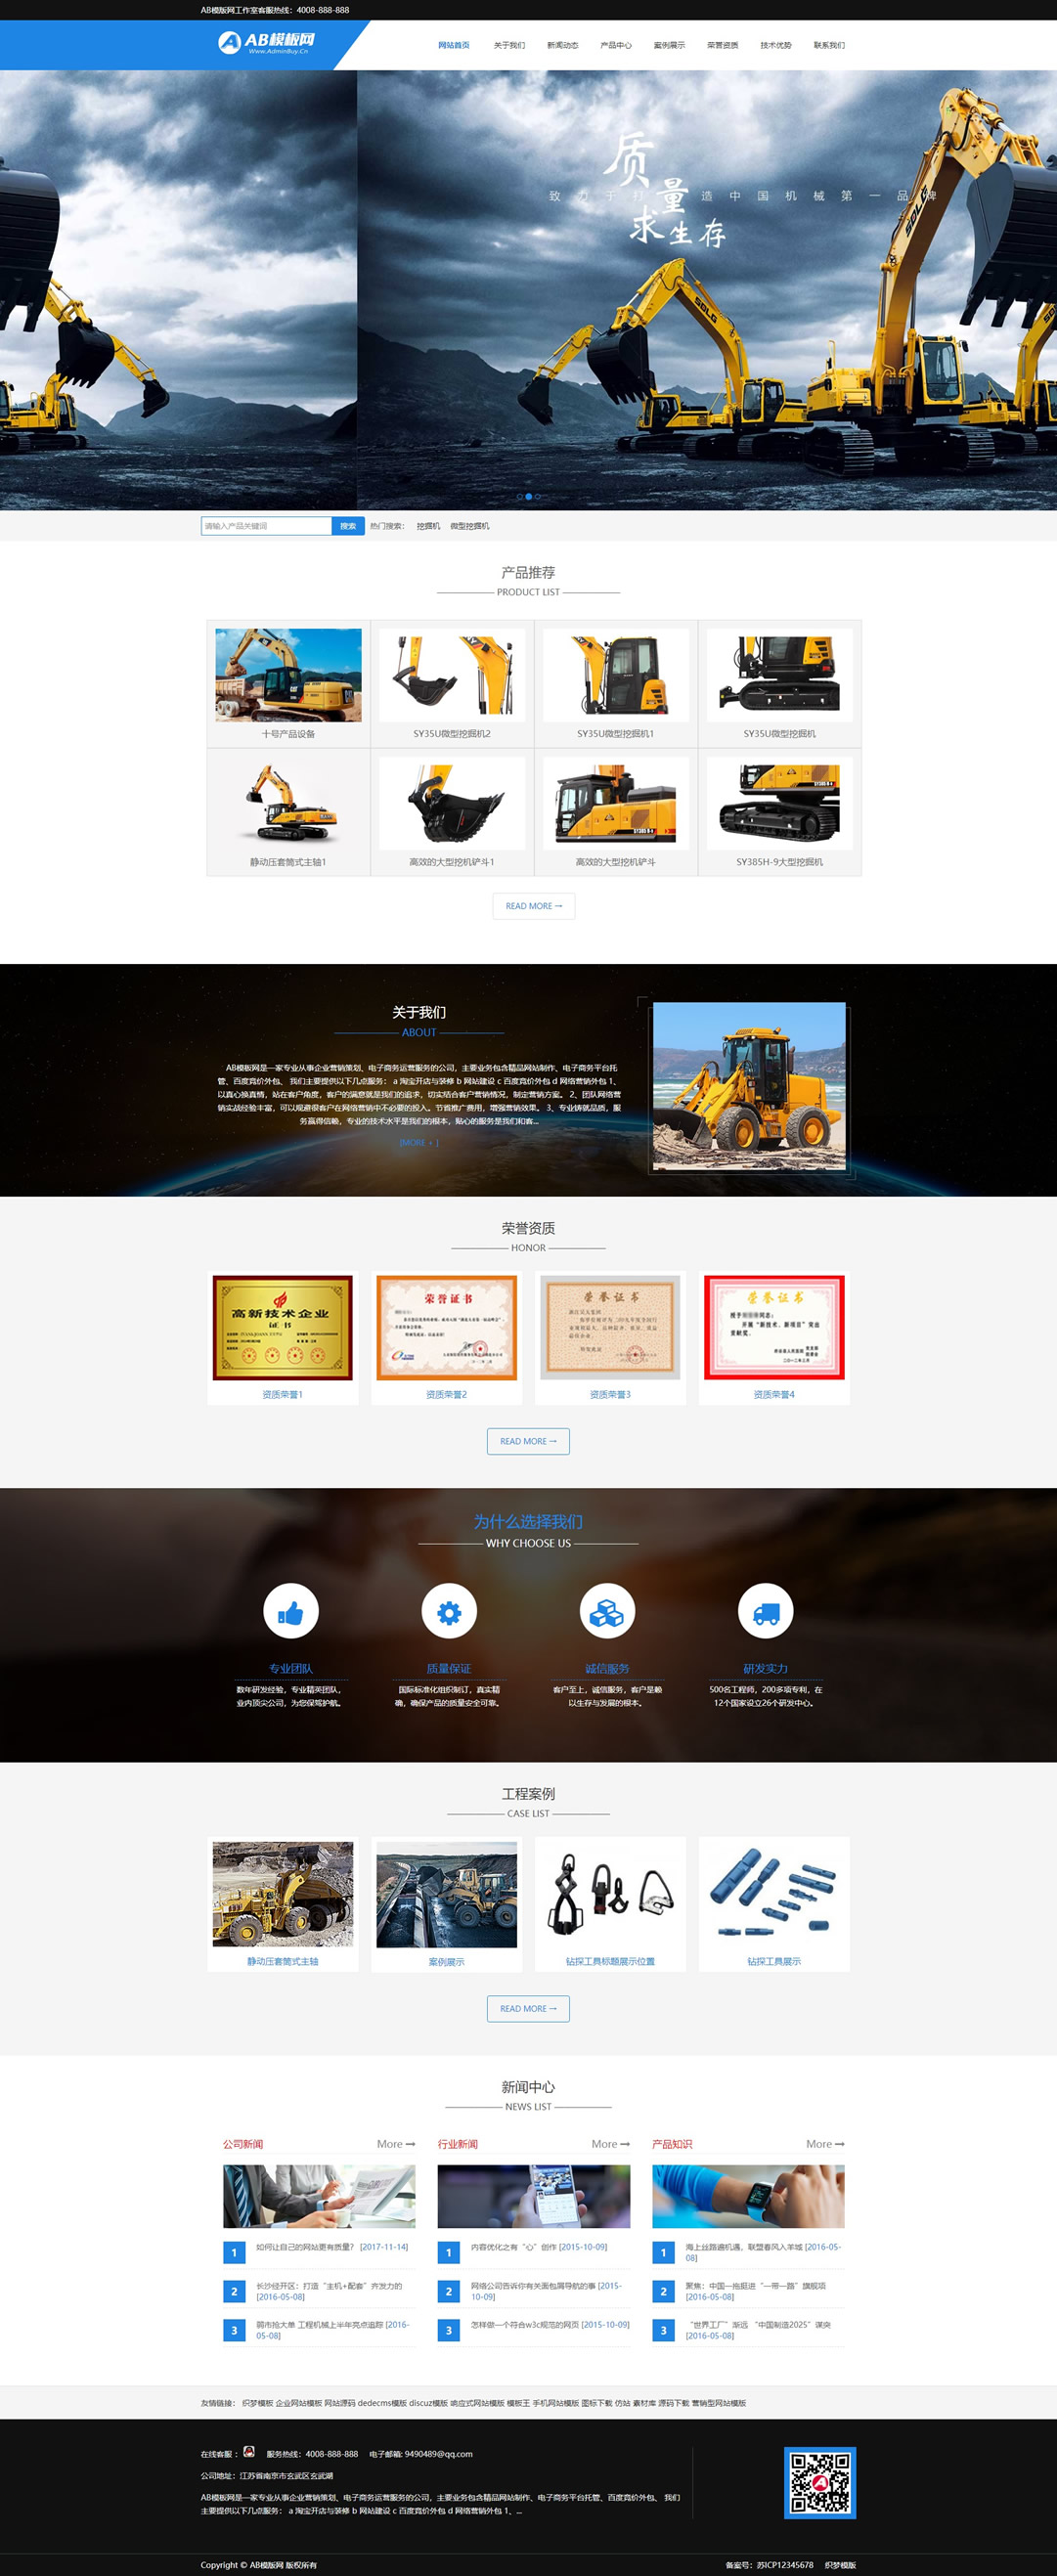 AB模版网工作室客服热线：4008-888-888
AB模板网
Www.AdminBuy.Cn
网站首页 关于我们 新闻动态 产品中心 案例展示 荣誉资质 技术优势 联系我们
质量
致力于打造中国机械第一品牌
求生存
SDLG
请输入产品关键词 搜索 热门搜索： 挖掘机 微型挖掘机
产品推荐
PRODUCT LIST
十号产品设备 SY35U微型挖掘机2 SY35U微型挖掘机1 SY35U微型挖掘机
静动压套筒式主轴1 高效的大型挖机铲斗1 高效的大型挖机铲斗 SY385H-9大型挖掘机
READ MORE →
关于我们
ABOUT
AB模板网是一家专业从事企业营销策划、电子商务运营服务的公司，主要业务包含精品网站制作、电子商务平台托
管、百度竞价外包、 我们主要提供以下几点服务： a 淘宝开店与装修 b 网站建设 c 百度竞价外包 d 网络营销外包 1、
以真心换真情，站在客户角度，客户的满意就是我们的追求，切实结合客户营销情况，制定营销方案。 2、团队网络营
销实战经验丰富，可以规避很客户在网络营销中不必要的投入。节省推广费用，增强营销效果。 3、专业铸就品质，服
务赢得信赖，专业的技术水平是我们的根本，贴心的服务是我们和客...
[MORE + ]
荣誉资质
HONOR
高新技术企业
证书
荣誉证书
荣誉证书
荣誉证书
资质荣誉1 资质荣誉2 资质荣誉3 资质荣誉4
READ MORE →
为什么选择我们
WHY CHOOSE US
专业团队 质量保证 诚信服务 研发实力
数年研发经验，专业精英团队，
业内顶尖公司，为您保驾护航。
国际标准化组织制订，真实精
确，确保产品的质量安全可靠。
客户至上，诚信服务，客户是赖
以生存与发展的根本。
500名工程师，200多项专利，在
12个国家设立26个研发中心。
工程案例
CASE LIST
静动压套筒式主轴 案例展示 钻探工具标题展示位置 钻探工具展示
READ MORE →
新闻中心
NEWS LIST
公司新闻 More
1 如何让自己的网站更有质量？ [2017-11-14]
2 长沙经开区：打造“主机+配套”齐发力的
[2016-05-08]
3 弱市抢大单 工程机械上半年亮点追踪 [2016-
05-08]
行业新闻 More
1 内容优化之有“心”创作 [2015-10-09]
2 网络公司告诉你有关面包屑导航的事 [2015-
10-09]
3 怎样做一个符合w3c规范的网页 [2015-10-09]
产品知识 More
1 海上丝路遍机遇，联盟春风入羊城 [2016-05-
08]
2 聚焦：中国一拖挺进“一带一路”旗舰项
[2016-05-08]
3 “世界工厂”渐远 “中国制造2025”谋突
[2016-05-08]
友情链接： 织梦模板 企业网站模板 网站源码 dedecms模版 discuz模版 响应式网站模版 模板王 手机网站模版 图标下载 仿站 素材库 源码下载 营销型网站模版
在线客服： 服务热线：4008-888-888 电子邮箱: 9490489@qq.com
公司地址：江苏省南京市玄武区玄武湖
AB模板网是一家专业从事企业营销策划、电子商务运营服务的公司，主要业务包含精品网站制作、电子商务平台托管、百度竞价外包、 我们
主要提供以下几点服务： a 淘宝开店与装修 b 网站建设 c 百度竞价外包 d 网络营销外包 1、...
Copyright © AB模版网 版权所有 备案号：苏ICP12345678 织梦模版